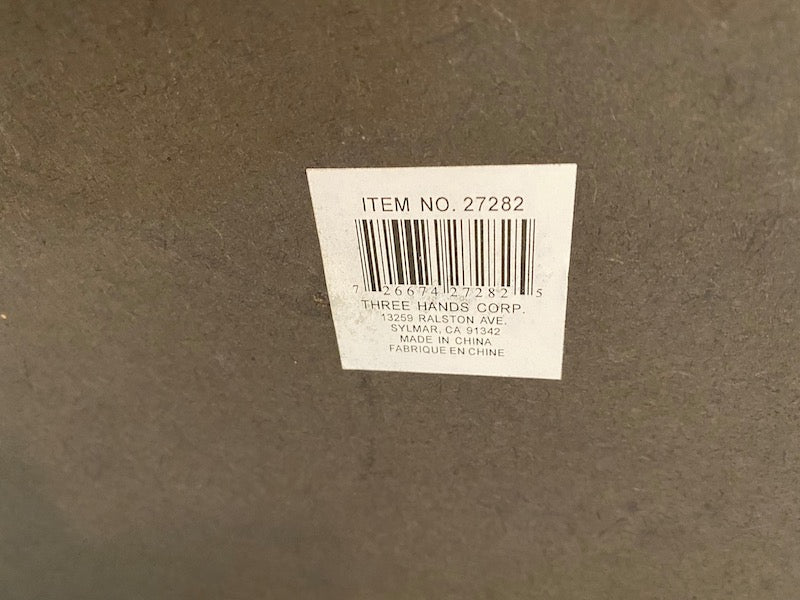 ITEM NO. 27282
7 26674 27282 5
THREE HANDS CORP.
13259 RALSTON AVE.
SYLMAR, CA 91342
MADE IN CHINA
FABRIQUE EN CHINE